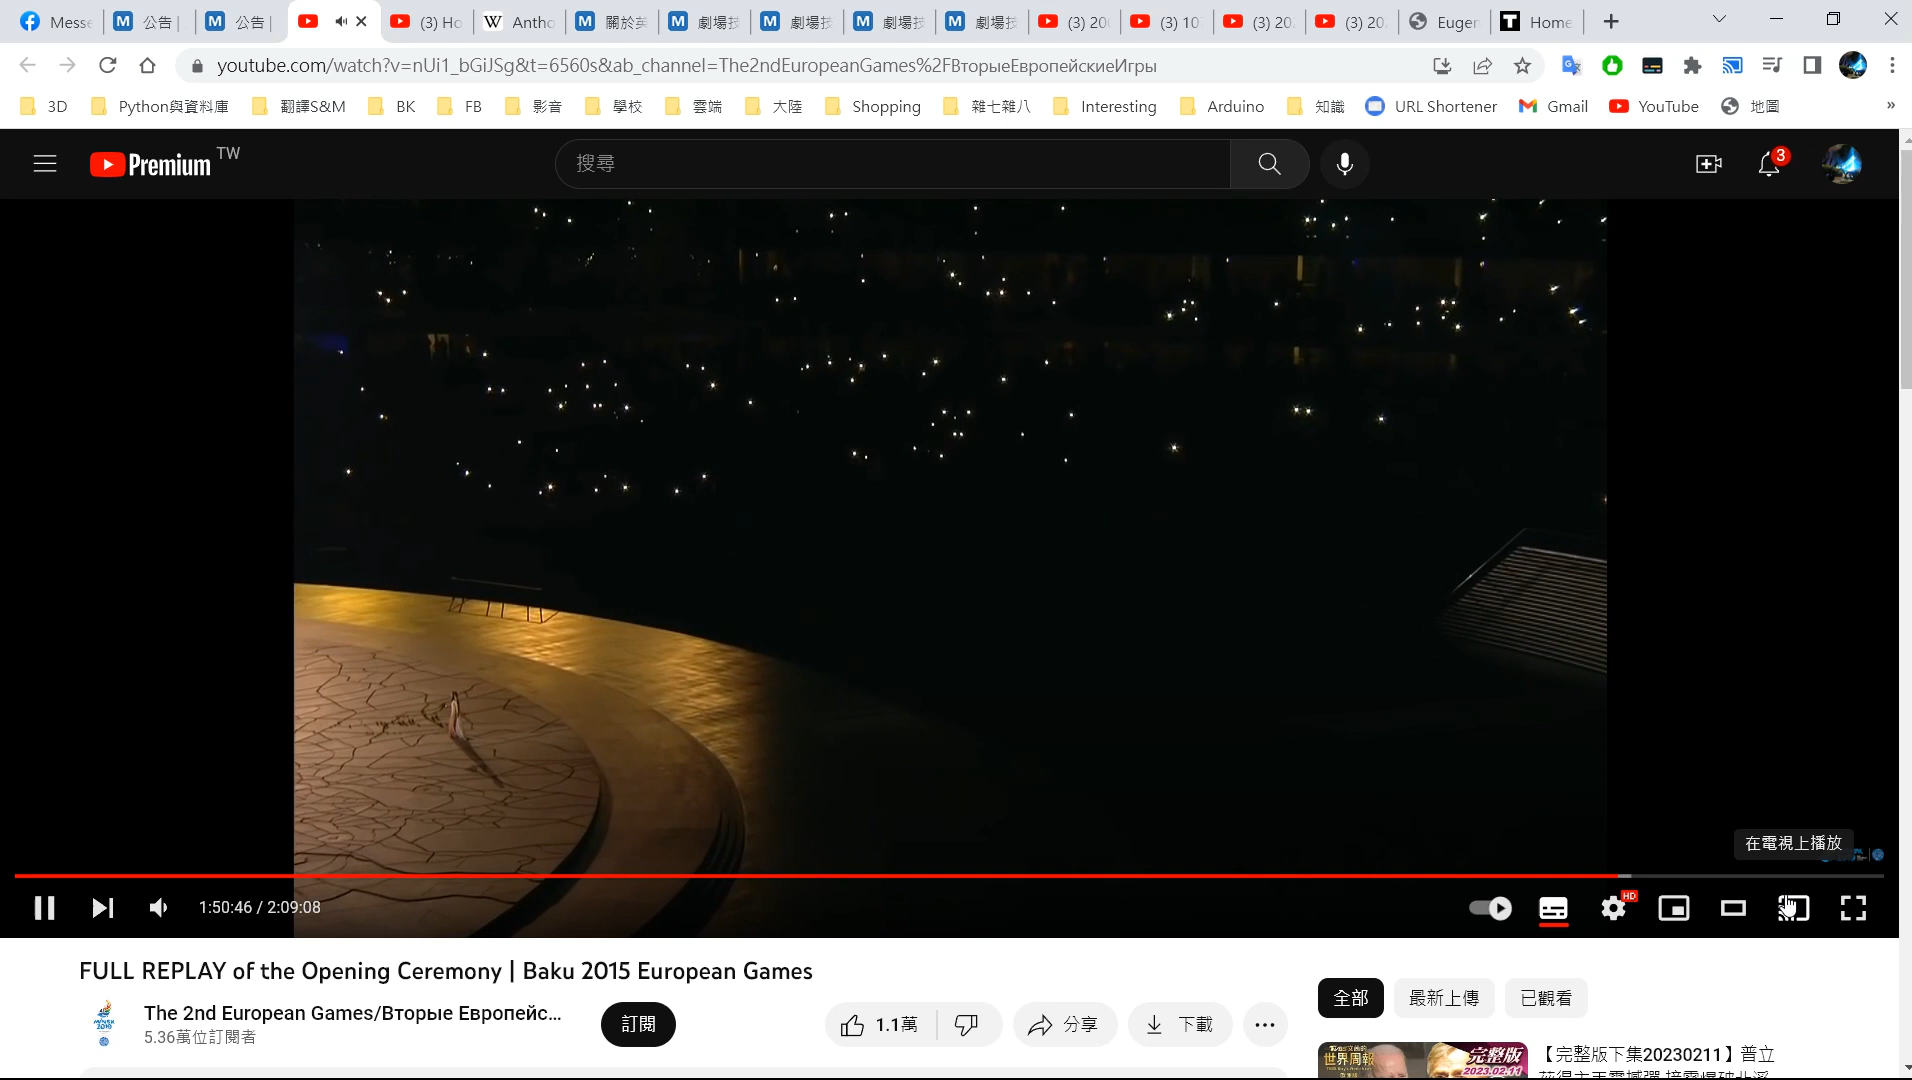 Messe
公告 |
公告 |
(3) Ho
W Antho
關於英
劇場技
劇場技
劇場技
劇場技
(3) 200
(3) 10
(3) 20
(3) 20
Eugen
Home
youtube.com/watch?v=nUi1_bGiJSg&t=6560s&ab_channel=The2ndEuropeanGames%2FВторыеЕвропейскиеИгры
3D
Python與資料庫
翻譯S&M
BK
FB
影音
學校
雲端
大陸
Shopping
雜七雜八
Interesting
Arduino
知識
URL Shortener
Gmail
YouTube
地圖
»
Premium TW
搜尋
3
在電視上播放
1:50:46 / 2:09:08
HD
FULL REPLAY of the Opening Ceremony | Baku 2015 European Games
The 2nd European Games/Вторые Европейс...
5.36萬位訂閱者
訂閱
1.1萬
分享
下載
全部
最新上傳
已觀看
世界周報
完整版
2023.02.11
【完整版下集20230211】普立